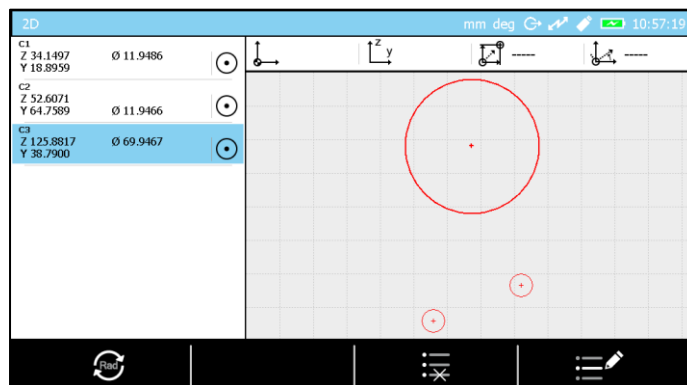 2D mm deg 10:57:19
C1
Z 34.1497 Ø 11.9486
Y 18.8959
C2
Z 52.6071
Y 64.7589 Ø 11.9466
C3
Z 125.8817 Ø 69.9467
Y 38.7900
z
y
-----
-----
Rad